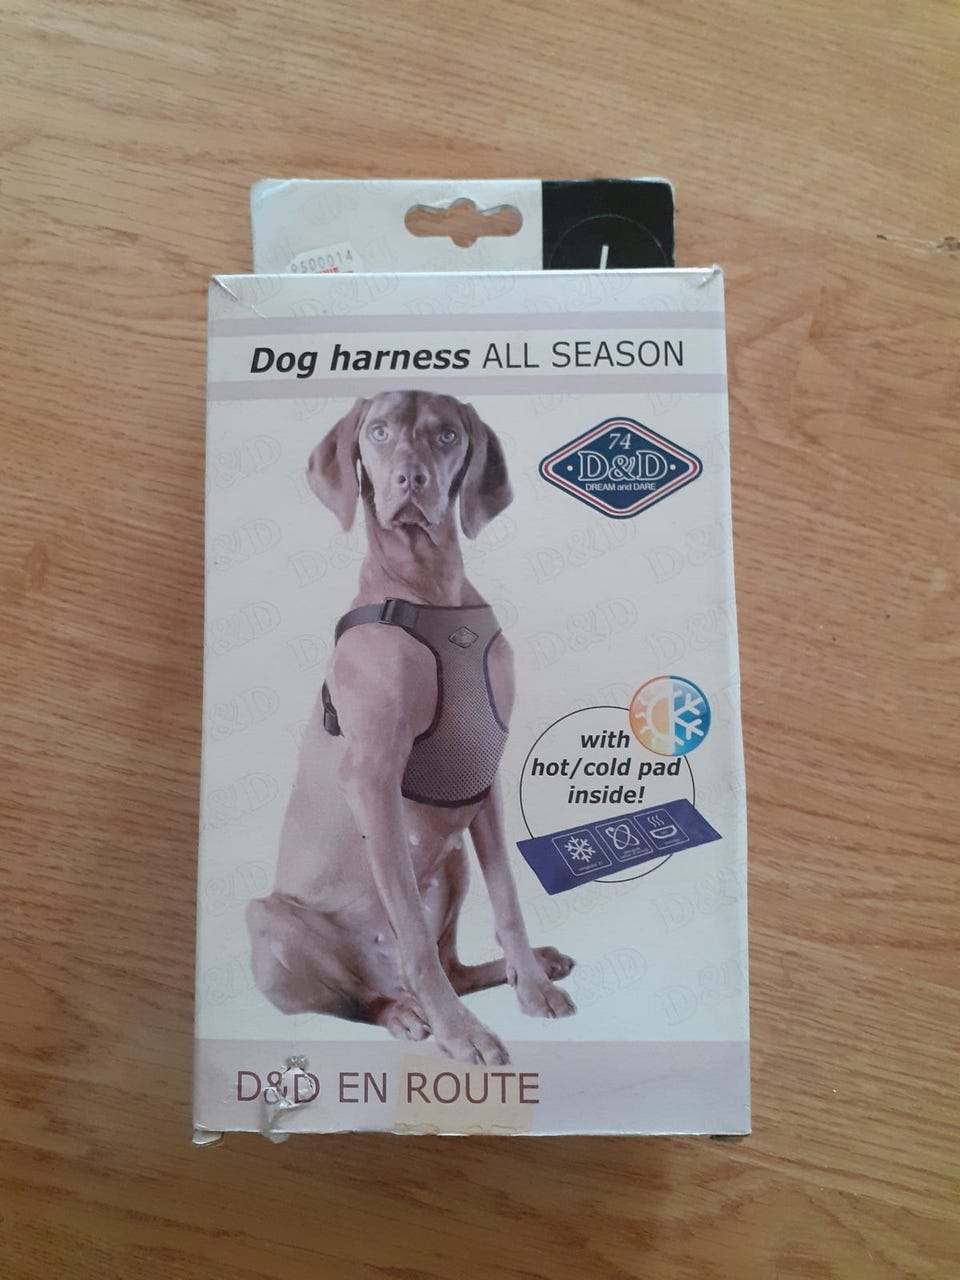 9500014
Dog harness ALL SEASON
74
D&D
DREAM and DARE
with
hot/cold pad
inside!
D&D EN ROUTE